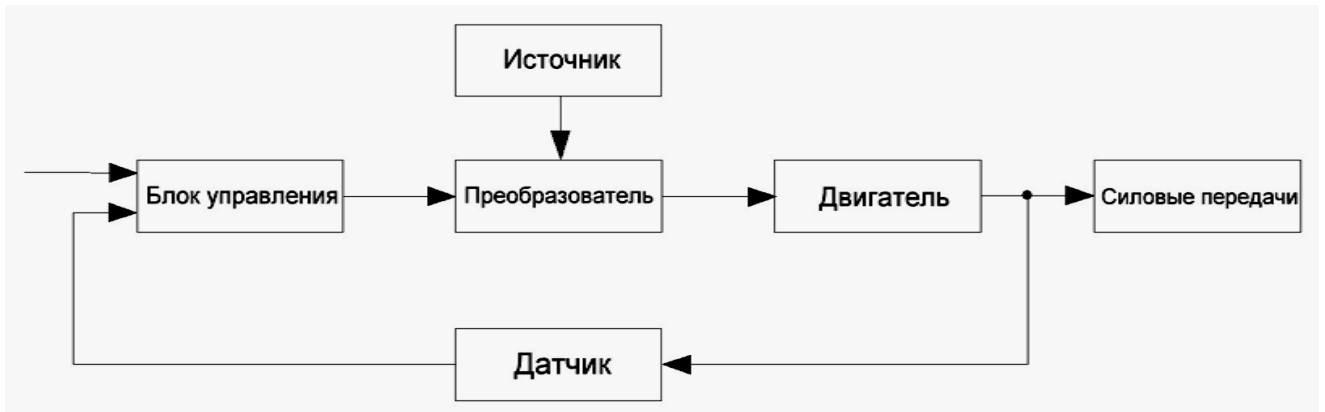 Источник
Блок управления
Преобразователь
Двигатель
Силовые передачи
Датчик